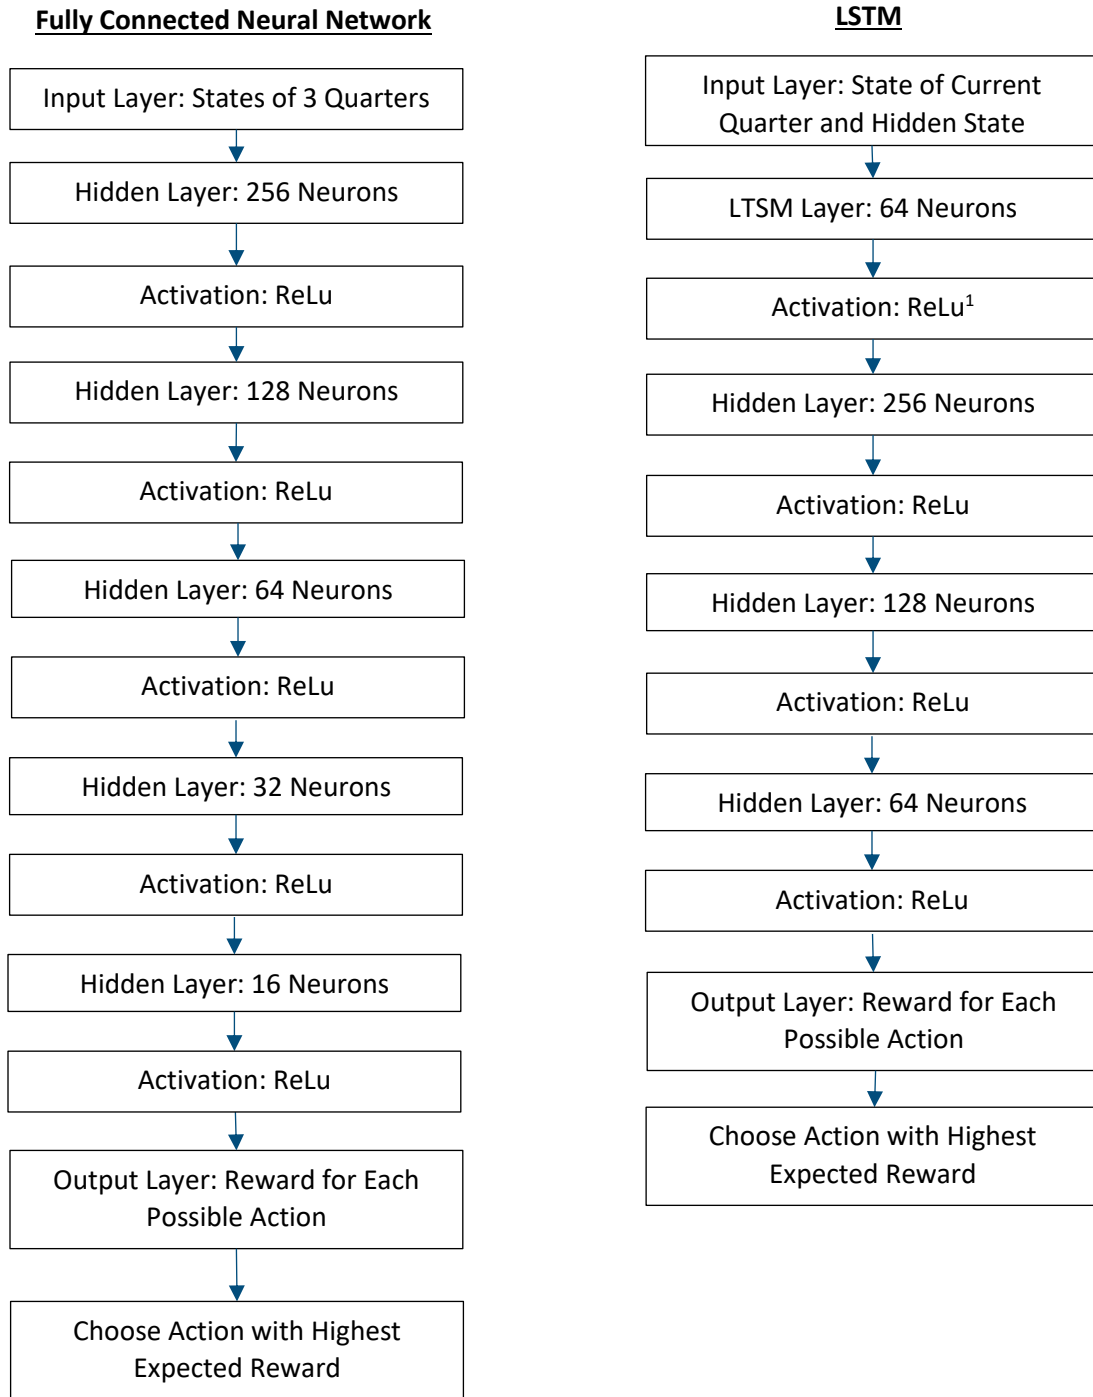 Fully Connected Neural Network
Input Layer: States of 3 Quarters
Hidden Layer: 256 Neurons
Activation: ReLu
Hidden Layer: 128 Neurons
Activation: ReLu
Hidden Layer: 64 Neurons
Activation: ReLu
Hidden Layer: 32 Neurons
Activation: ReLu
Hidden Layer: 16 Neurons
Activation: ReLu
Output Layer: Reward for Each
Possible Action
Choose Action with Highest
Expected Reward
LSTM
Input Layer: State of Current
Quarter and Hidden State
LTSM Layer: 64 Neurons
Activation: ReLu¹
Hidden Layer: 256 Neurons
Activation: ReLu
Hidden Layer: 128 Neurons
Activation: ReLu
Hidden Layer: 64 Neurons
Activation: ReLu
Output Layer: Reward for Each
Possible Action
Choose Action with Highest
Expected Reward